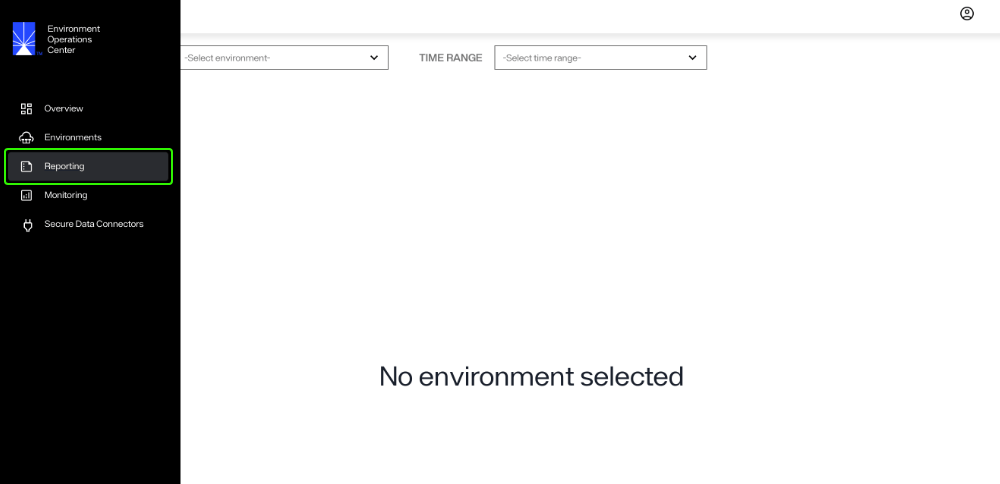 Environment
Operations
Center
-Select environment-
TIME RANGE
-Select time range-
Overview
Environments
Reporting
Monitoring
Secure Data Connectors
No environment selected